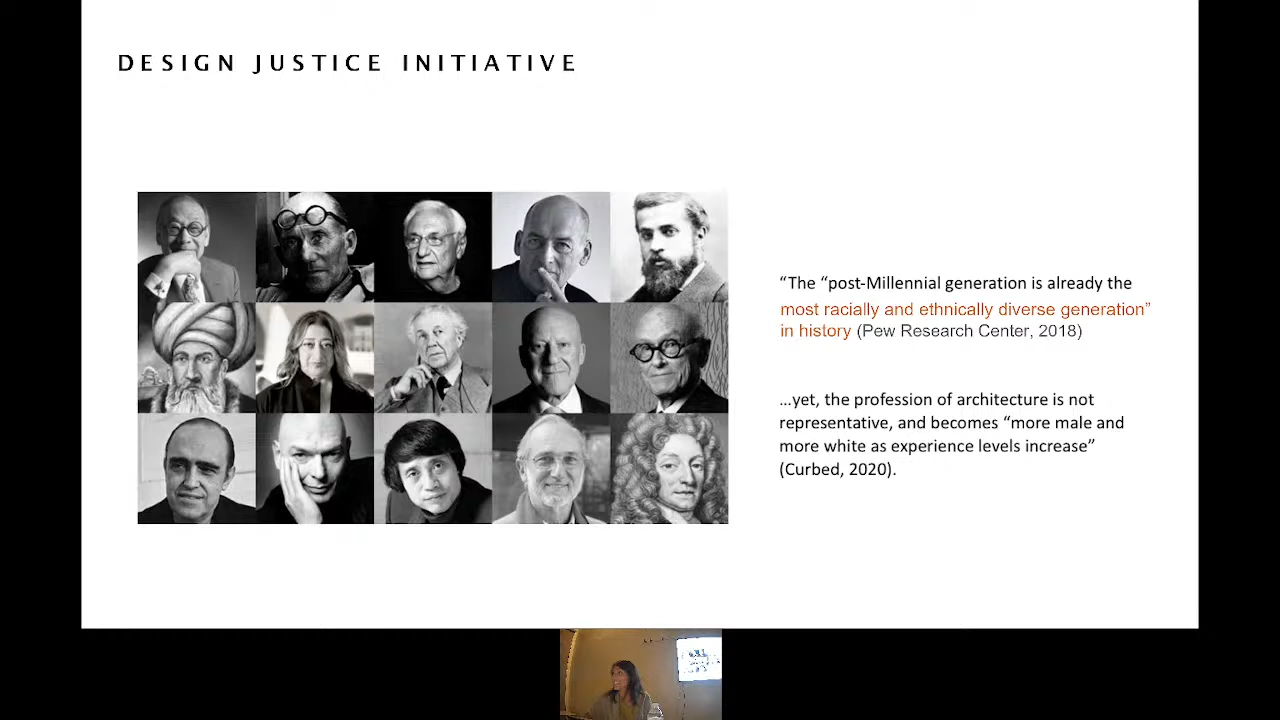 DESIGN JUSTICE INITIATIVE
“The “post-Millennial generation is already the
most racially and ethnically diverse generation”
in history (Pew Research Center, 2018)
...yet, the profession of architecture is not
representative, and becomes “more male and
more white as experience levels increase”
(Curbed, 2020).